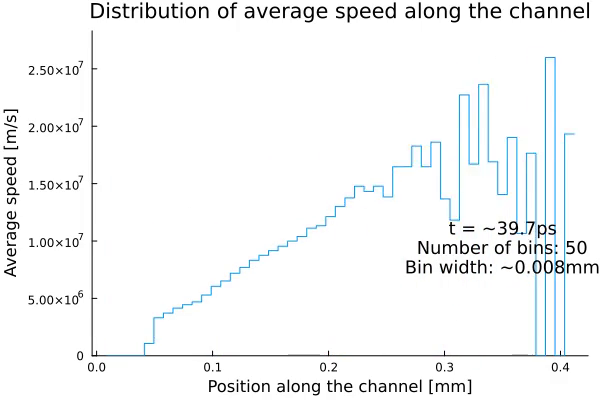 Distribution of average speed along the channel
Average speed [m/s]
2.50×10⁷
2.00×10⁷
1.50×10⁷
1.00×10⁷
5.00×10⁶
0
t = ~39.7ps
Number of bins: 50
Bin width: ~0.008mm
0.0 0.1 0.2 0.3 0.4
Position along the channel [mm]